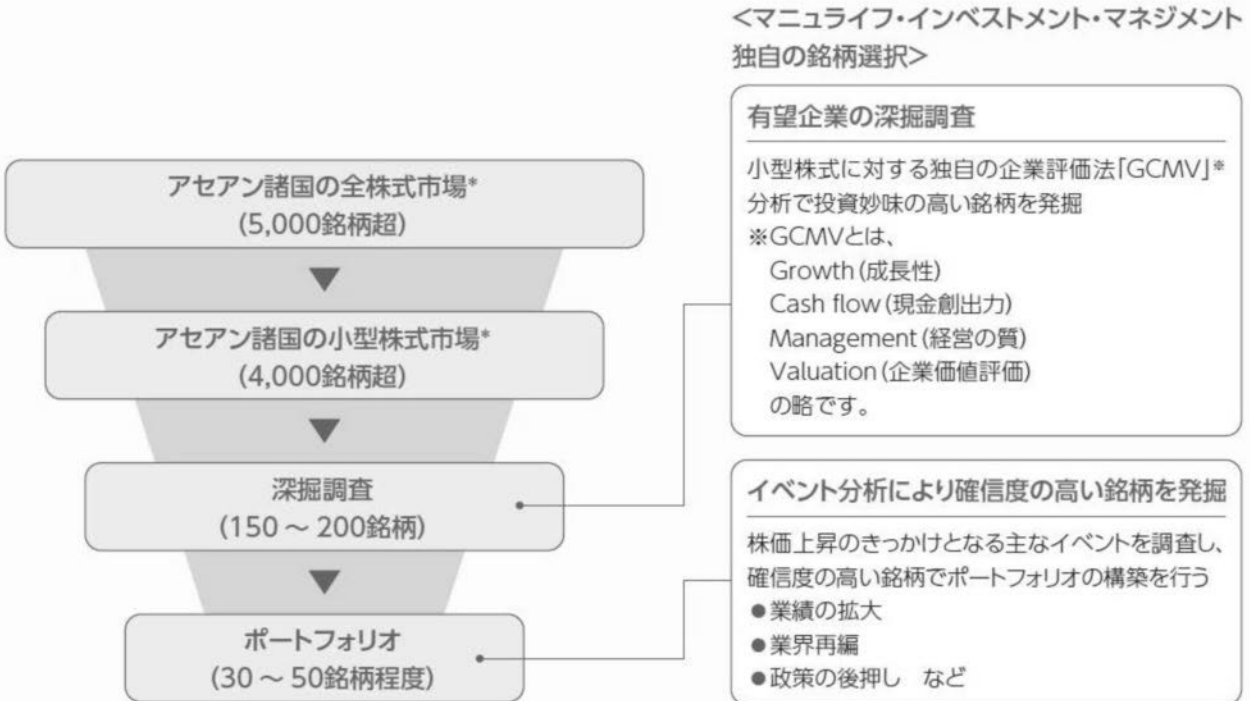 <マニュライフ・インベストメント・マネジメント
独自の銘柄選択>
アセアン諸国の全株式市場*
(5,000銘柄超)
▼
アセアン諸国の小型株式市場*
(4,000銘柄超)
▼
深掘調査
(150 ～ 200銘柄)
▼
ポートフォリオ
(30 ～ 50銘柄程度)
有望企業の深掘調査
小型株式に対する独自の企業評価法「GCMV」※
分析で投資妙味の高い銘柄を発掘
※GCMVとは、
Growth(成長性)
Cash flow(現金創出力)
Management(経営の質)
Valuation(企業価値評価)
の略です。
イベント分析により確信度の高い銘柄を発掘
株価上昇のきっかけとなる主なイベントを調査し、
確信度の高い銘柄でポートフォリオの構築を行う
●業績の拡大
●業界再編
●政策の後押し　など